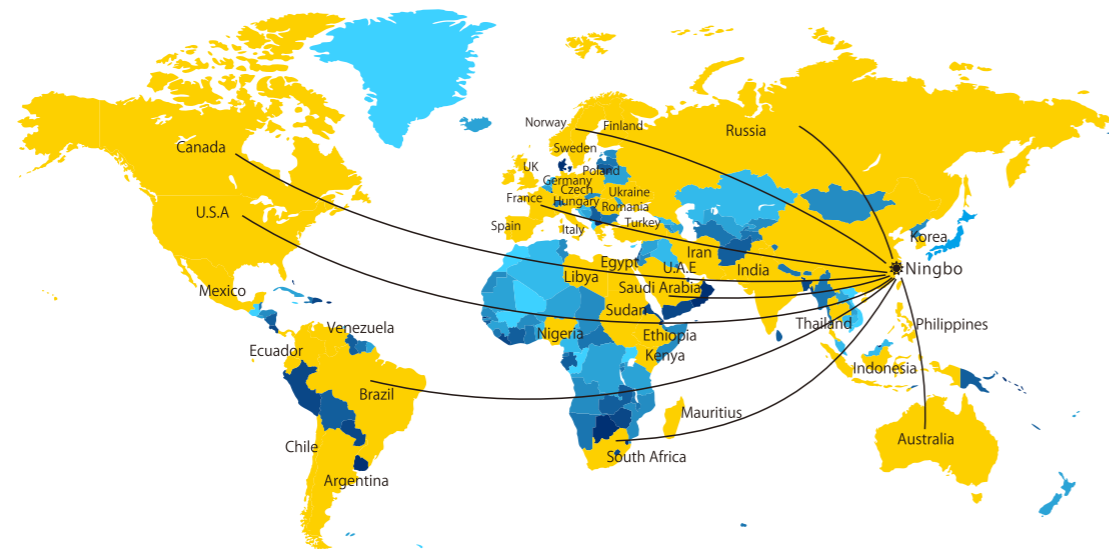 Norway
Finland
Russia
Canada
Sweden
UK
Poland
Germany
Czech
Ukraine
France
Hungary
Romania
U.S.A
Spain
Italy
Turkey
Korea
Iran
Egypt
U.A.E
India
Ningbo
Libya
Mexico
Saudi Arabia
Sudan
Venezuela
Nigeria
Ethiopia
Thailand
Philippines
Ecuador
Kenya
Indonesia
Brazil
Mauritius
Chile
South Africa
Australia
Argentina